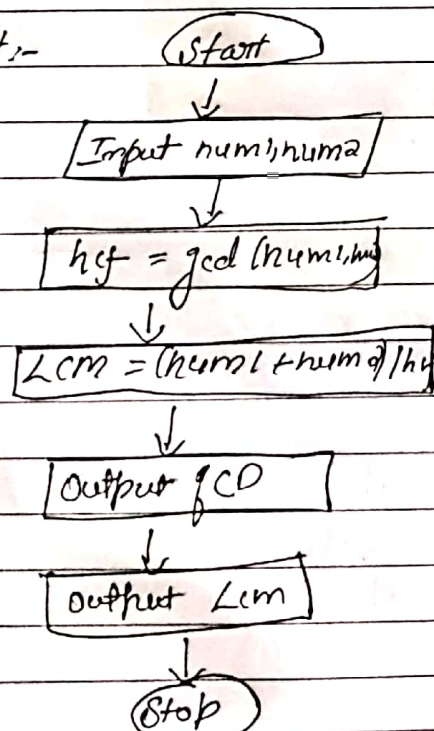 Start
Input num1, num2
hcf = gcd (num1,
Lcm = (num1 + num2) /
Output GCD
Output Lcm
Stop